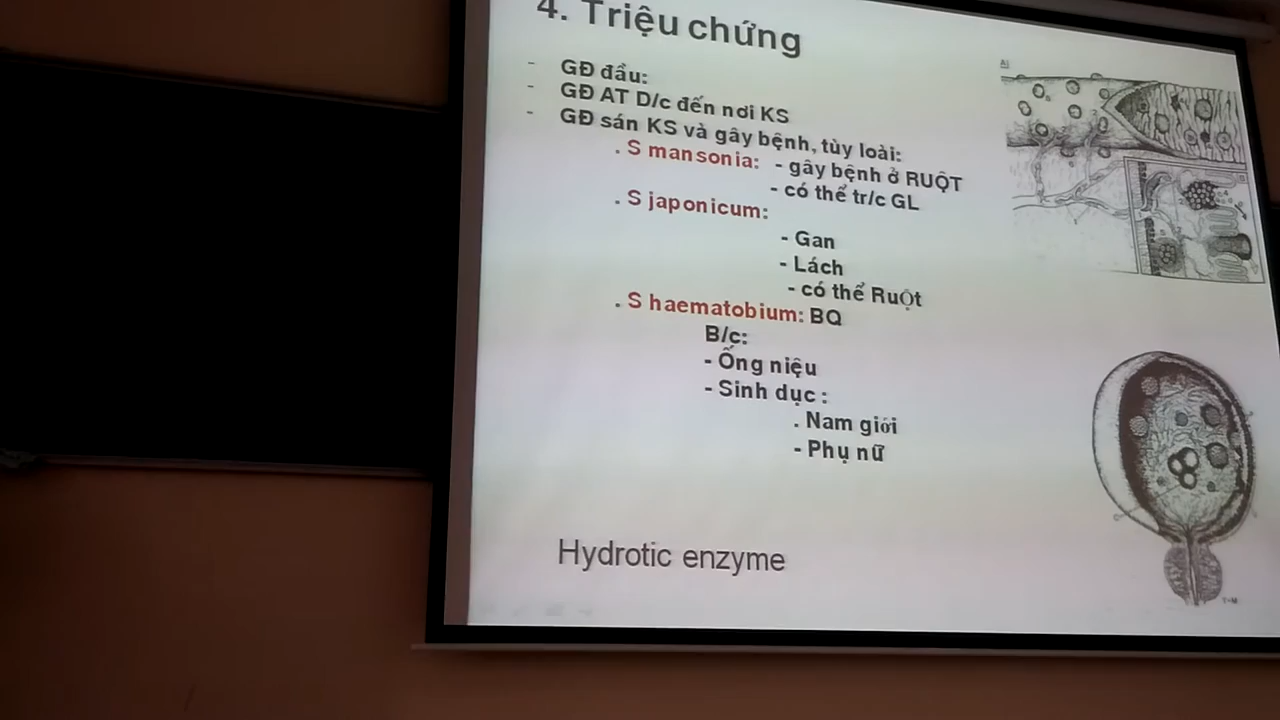 4. Triệu chứng
- GĐ đầu:
- GĐ AT D/c đến nơi KS
- GĐ sán KS và gây bệnh, tùy loài:
. S mansonia: - gây bệnh ở RUỘT
- có thể tr/c GL
. S japonicum:
- Gan
- Lách
- có thể Ruột
. S haematobium: BQ
B/c:
- Ống niệu
- Sinh dục :
. Nam giới
- Phụ nữ
Hydrotic enzyme